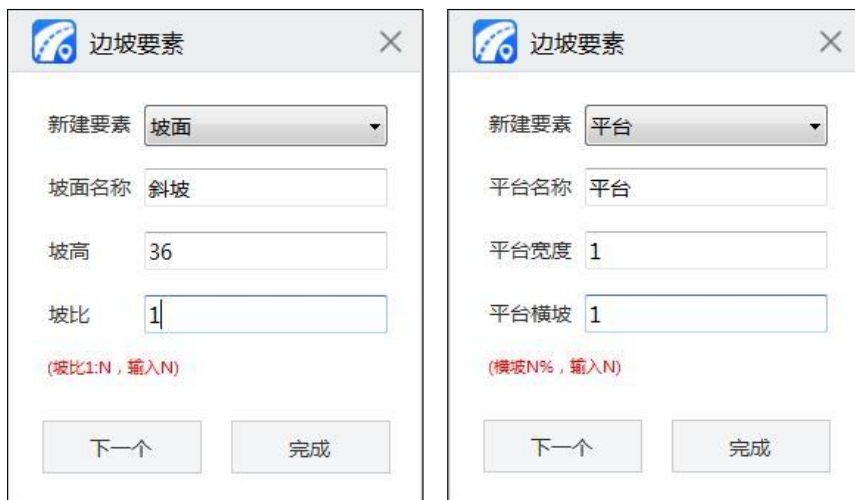 边坡要素
新建要素 坡面
坡面名称 斜坡
坡高 36
坡比 1
(坡比1:N，输入N)
下一个 完成
边坡要素
新建要素 平台
平台名称 平台
平台宽度 1
平台横坡 1
(横坡N%，输入N)
下一个 完成